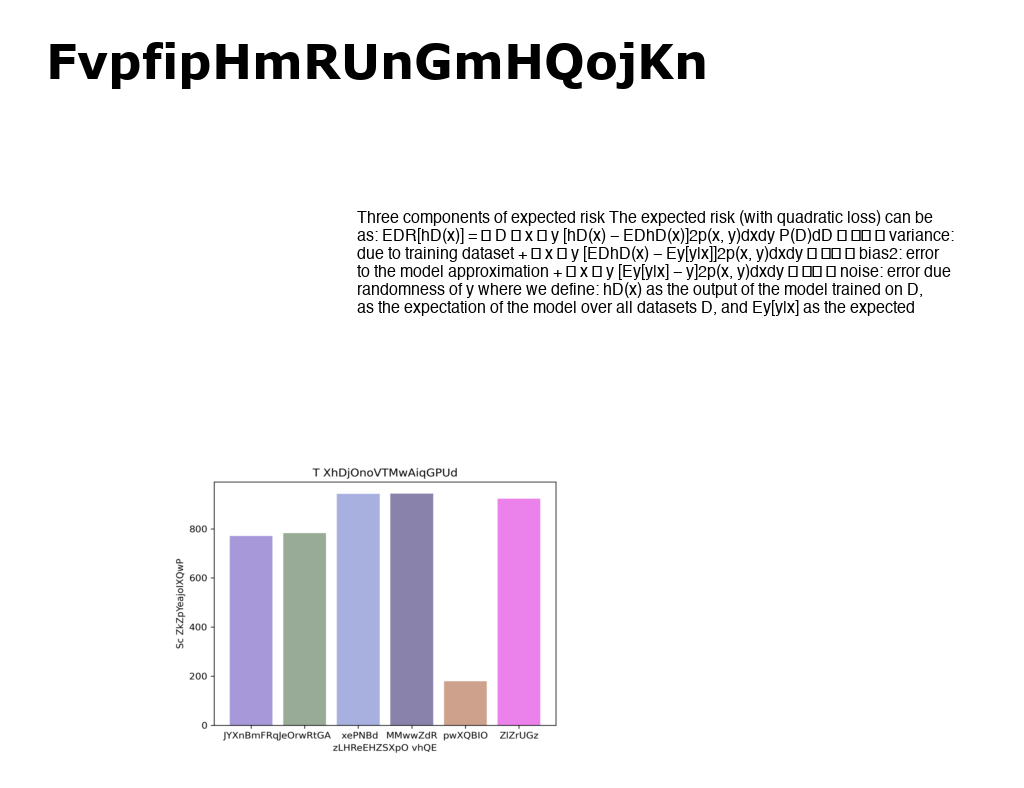 FvpfipHmRUnGmHQojKn
Three components of expected risk The expected risk (with quadratic loss) can be
as: EDR[hD(x)] = □ D □ x □ y [hD(x) – EDhD(x)]2p(x, y)dxdy P(D)dD □ □□ □ variance:
due to training dataset + □ x □ y [EDhD(x) – Ey[y|x]]2p(x, y)dxdy □ □□ □ bias2: error
to the model approximation + □ x □ y [Ey[y|x] – y]2p(x, y)dxdy □ □□ □ noise: error due
randomness of y where we define: hD(x) as the output of the model trained on D,
as the expectation of the model over all datasets D, and Ey[y|x] as the expected
T XhDjOnoVTMwAiqGPUd
Sc ZkZpYeajolXQwP
800
600
400
200
0
JYXnBmFRqJeOrwRtGA xePNBd MMwwZdR pwXQBIO ZIZrUGz
zLHReEHZSXpO vhQE